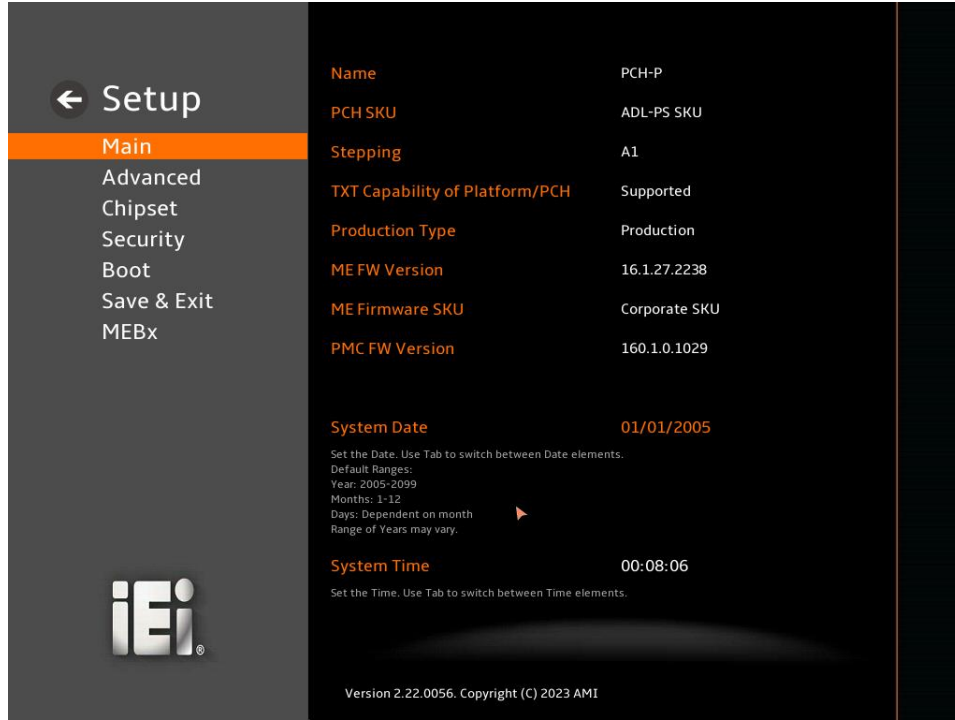 Setup
Main
Advanced
Chipset
Security
Boot
Save & Exit
MEBx
iEi®
Name PCH-P
PCH SKU ADL-PS SKU
Stepping A1
TXT Capability of Platform/PCH Supported
Production Type Production
ME FW Version 16.1.27.2238
ME Firmware SKU Corporate SKU
PMC FW Version 160.1.0.1029
System Date 01/01/2005
Set the Date. Use Tab to switch between Date elements.
Default Ranges:
Year: 2005-2099
Months: 1-12
Days: Dependent on month
Range of Years may vary.
System Time 00:08:06
Set the Time. Use Tab to switch between Time elements.
Version 2.22.0056. Copyright (C) 2023 AMI